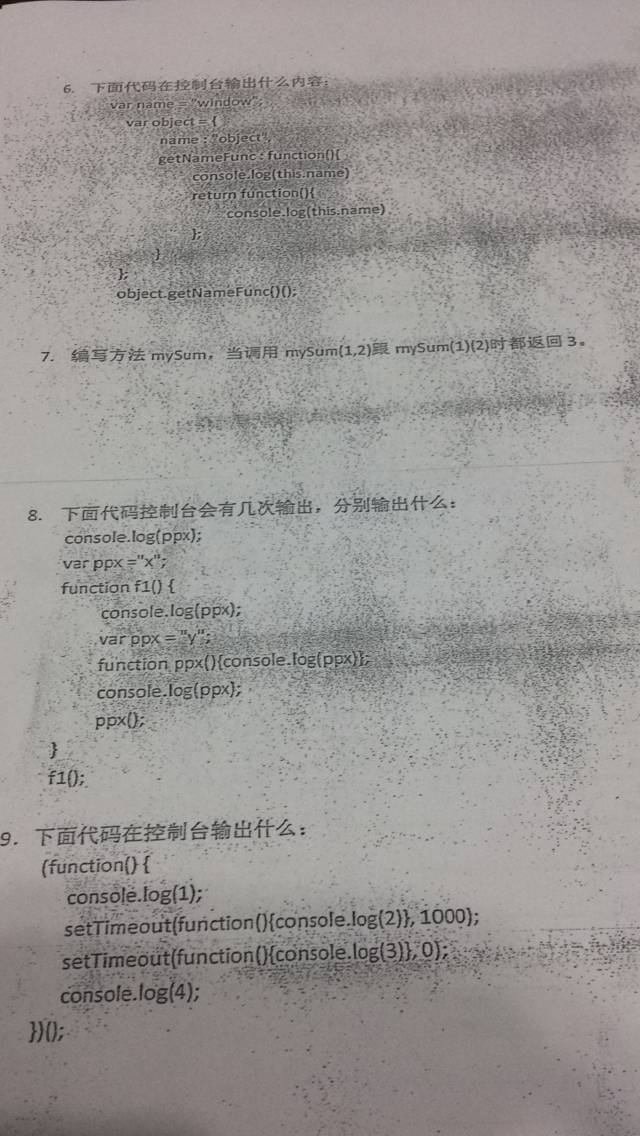 6. 下面代码在控制台输出什么内容：
var name = "window";
var object = {
name : "object",
getNameFunc : function(){
console.log(this.name)
return function(){
console.log(this.name)
};
}
};
object.getNameFunc()();
7. 编写方法 mySum，当调用 mySum(1,2)跟 mySum(1)(2)时都返回 3。
8. 下面代码控制台会有几次输出，分别输出什么：
console.log(ppx);
var ppx ="x";
function f1() {
console.log(ppx);
var ppx = "y";
function ppx(){console.log(ppx)};
console.log(ppx);
ppx();
}
f1();
9. 下面代码在控制台输出什么：
(function() {
console.log(1);
setTimeout(function(){console.log(2)}, 1000);
setTimeout(function(){console.log(3)}, 0);
console.log(4);
})();